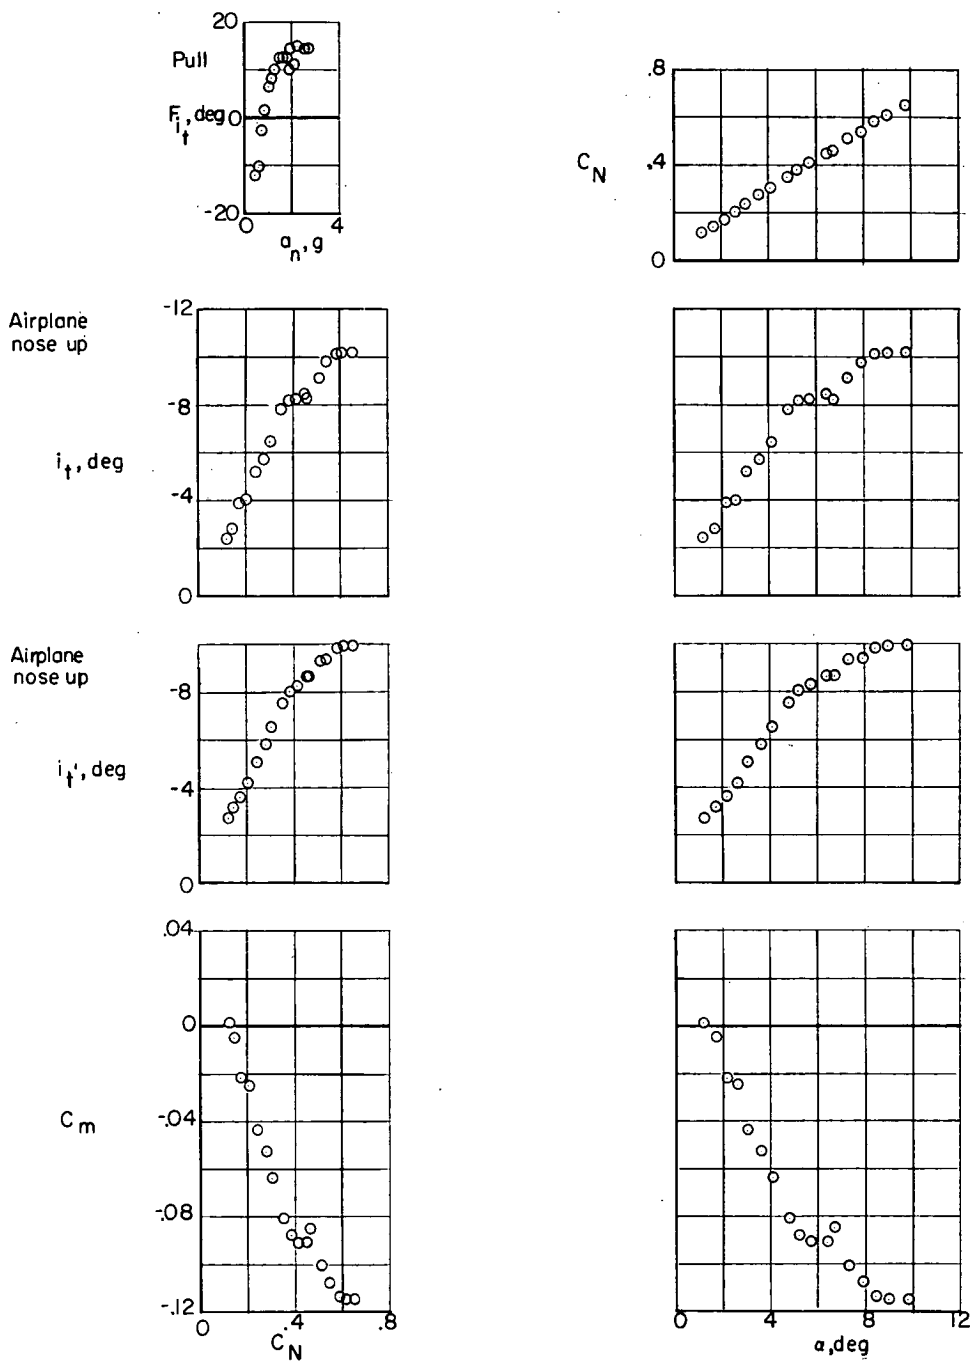 20
Pull
F_{i_t}, deg
0
-20
0
4
a_n, g
.8
C_N
.4
0
Airplane
nose up
-12
-8
i_t, deg
-4
0
Airplane
nose up
-8
i_t', deg
-4
0
.04
0
C_m
-.04
-.08
-.12
0
.4
.8
C_N
0
4
8
12
α, deg